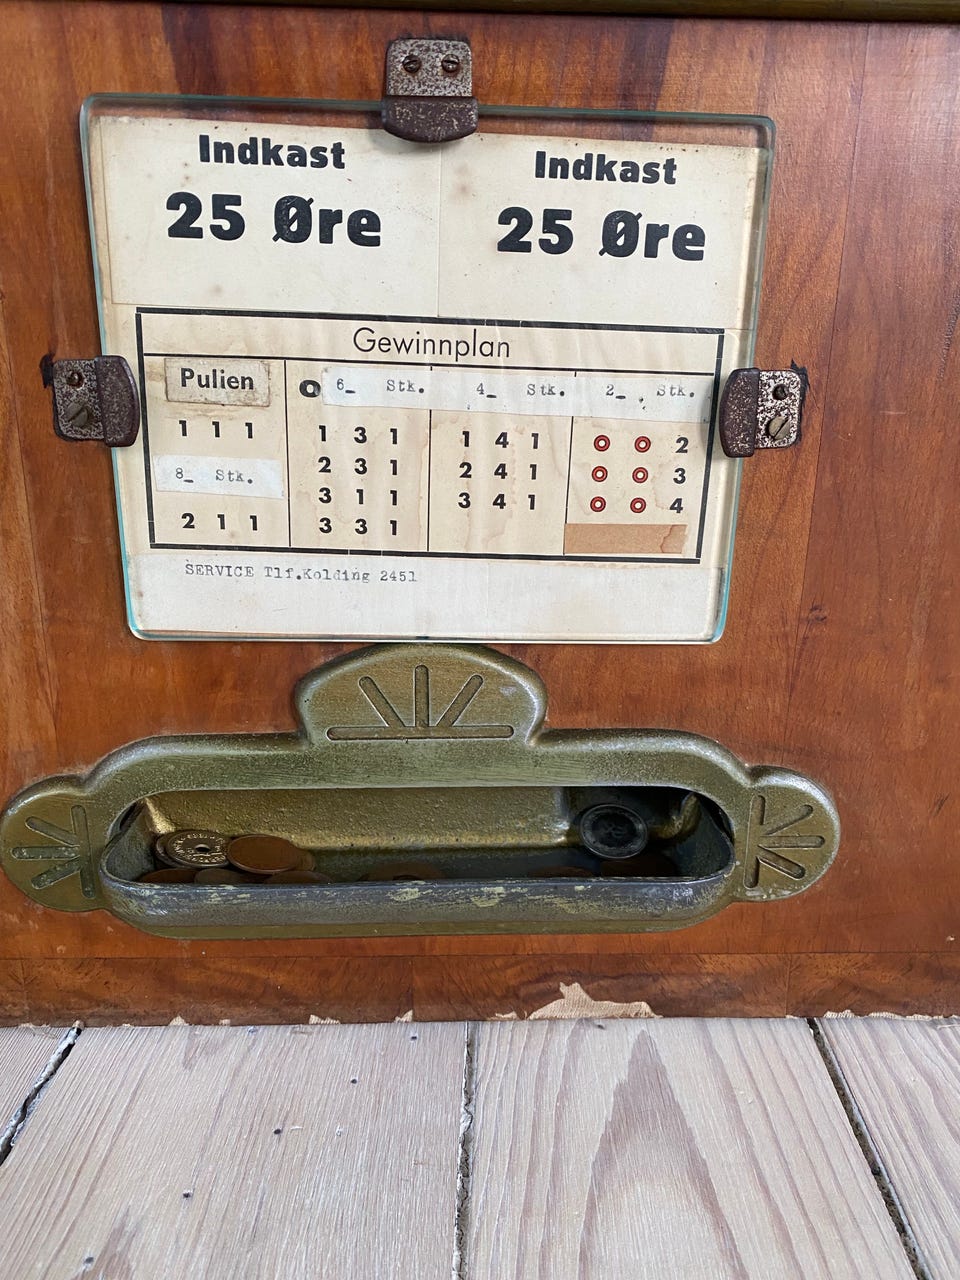 Indkast Indkast
25 Øre 25 Øre
Gewinnplan
Pulien 6_ Stk. 4_ Stk. 2_ Stk.
1 1 1 1 3 1 1 4 1 2
8_ Stk. 2 3 1 2 4 1 3
3 1 1 3 4 1 4
2 1 1 3 3 1
SERVICE Tlf.Kolding 2451